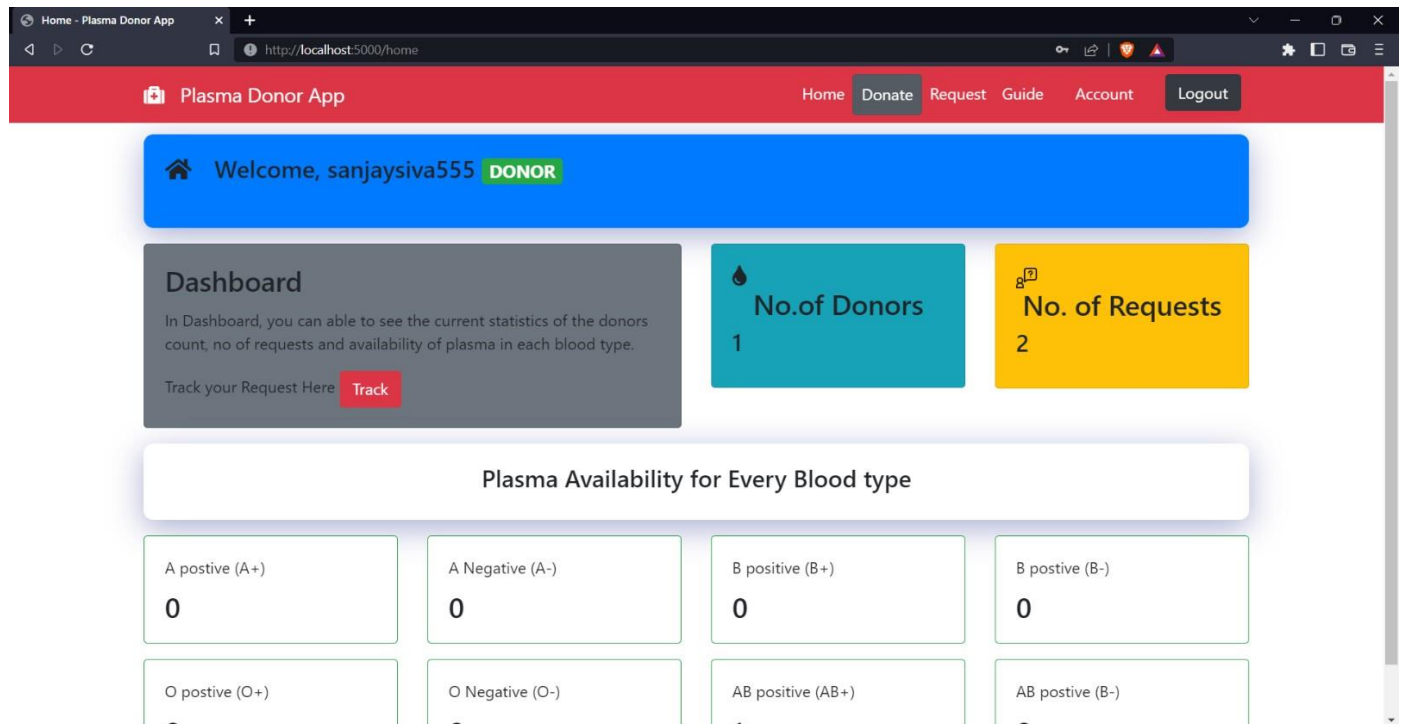 Home - Plasma Donor App
http://localhost:5000/home
Plasma Donor App
Home Donate Request Guide Account Logout
Welcome, sanjaysiva555 DONOR
Dashboard
In Dashboard, you can able to see the current statistics of the donors
count, no of requests and availability of plasma in each blood type.
Track your Request Here Track
No.of Donors
1
No. of Requests
2
Plasma Availability for Every Blood type
A postive (A+)
0
A Negative (A-)
0
B positive (B+)
0
B postive (B-)
0
O postive (O+)
O Negative (O-)
AB positive (AB+)
AB postive (B-)